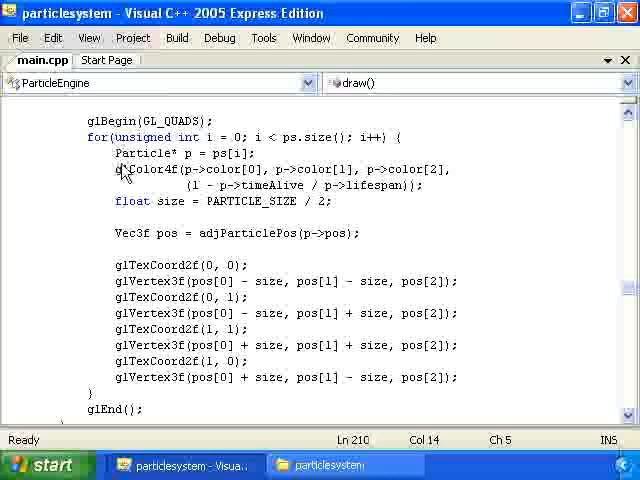 particlesystem - Visual C++ 2005 Express Edition
File Edit View Project Build Debug Tools Window Community Help
main.cpp Start Page
ParticleEngine draw()
glBegin(GL_QUADS);
for(unsigned int i = 0; i < ps.size(); i++) {
Particle* p = ps[i];
glColor4f(p->color[0], p->color[1], p->color[2],
(1 - p->timeAlive / p->lifespan));
float size = PARTICLE_SIZE / 2;
Vec3f pos = adjParticlePos(p->pos);
glTexCoord2f(0, 0);
glVertex3f(pos[0] - size, pos[1] - size, pos[2]);
glTexCoord2f(0, 1);
glVertex3f(pos[0] - size, pos[1] + size, pos[2]);
glTexCoord2f(1, 1);
glVertex3f(pos[0] + size, pos[1] + size, pos[2]);
glTexCoord2f(1, 0);
glVertex3f(pos[0] + size, pos[1] - size, pos[2]);
}
glEnd();
Ready Ln 210 Col 14 Ch 5 INS
start particlesystem - Visua... particlesystem